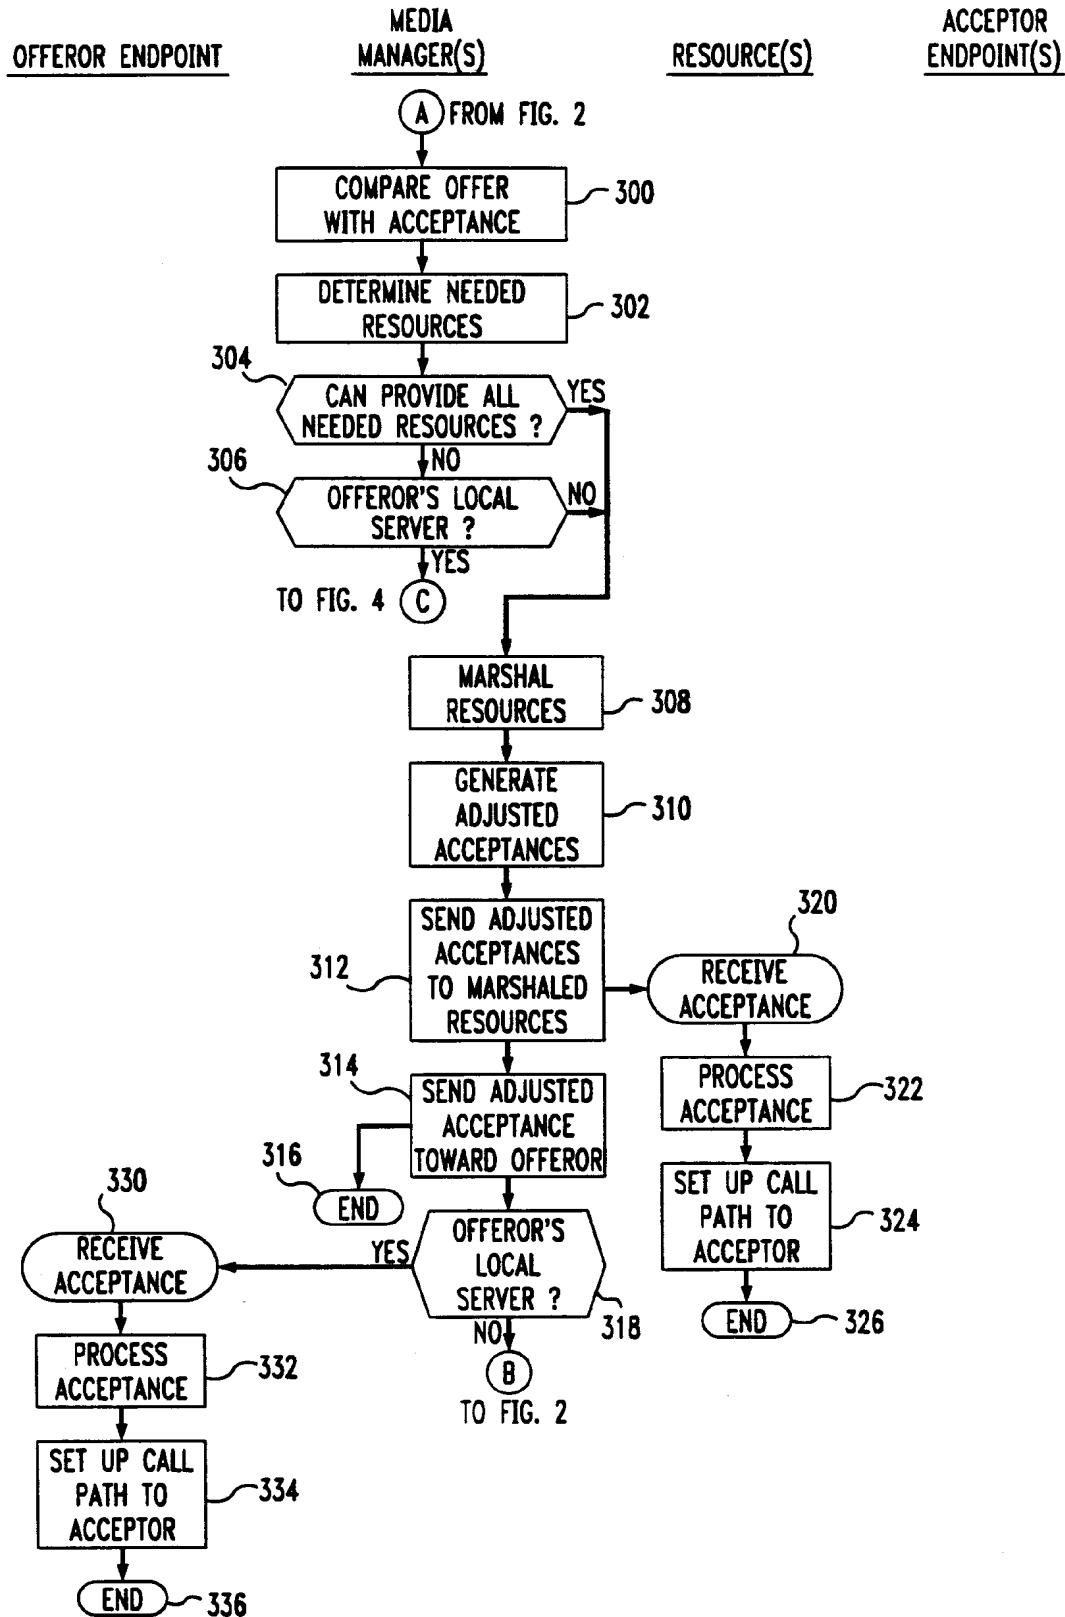 OFFEROR ENDPOINT
MEDIA
MANAGER(S)
RESOURCE(S)
ACCEPTOR
ENDPOINT(S)
A FROM FIG. 2
COMPARE OFFER
WITH ACCEPTANCE
300
DETERMINE NEEDED
RESOURCES
302
304
CAN PROVIDE ALL
NEEDED RESOURCES ?
YES
NO
306
OFFEROR'S LOCAL
SERVER ?
NO
YES
TO FIG. 4 C
MARSHAL
RESOURCES
308
GENERATE
ADJUSTED
ACCEPTANCES
310
SEND ADJUSTED
ACCEPTANCES
TO MARSHALED
RESOURCES
312
320
RECEIVE
ACCEPTANCE
314
SEND ADJUSTED
ACCEPTANCE
TOWARD OFFEROR
PROCESS
ACCEPTANCE
322
316
END
SET UP CALL
PATH TO
ACCEPTOR
324
330
RECEIVE
ACCEPTANCE
YES
OFFEROR'S
LOCAL
SERVER ?
318
END
326
NO
B
TO FIG. 2
PROCESS
ACCEPTANCE
332
SET UP CALL
PATH TO
ACCEPTOR
334
END
336